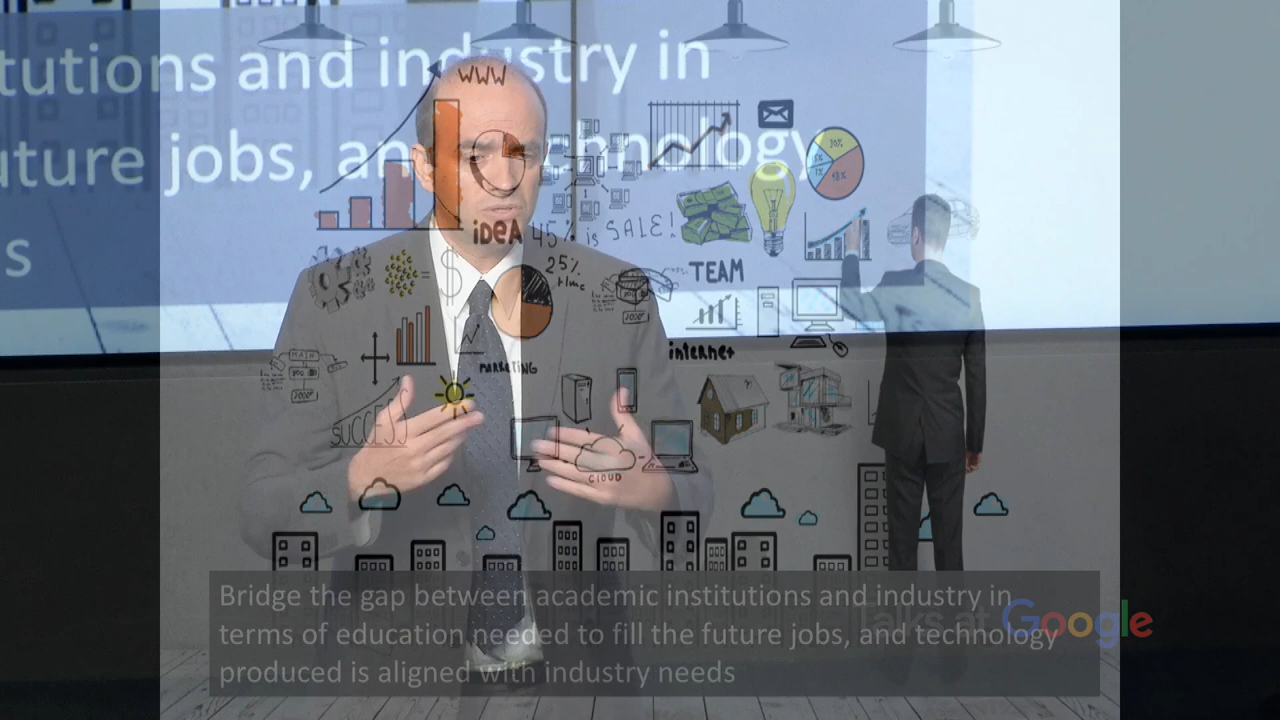 tutions and industry in
uture jobs, and technology
s
www
iDEA
45% is SALE!
25%
TEAM
internet
MAIN
MARKETING
SUCCESS
CLOUD
Bridge the gap between academic institutions and industry in
terms of education needed to fill the future jobs, and technology
produced is aligned with industry needs
Talks at Google